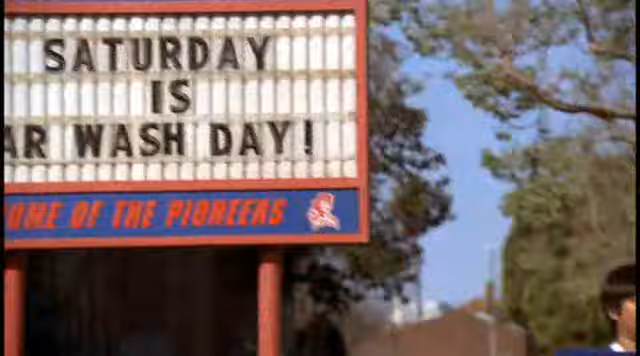 SATURDAY
IS
AR WASH DAY!
OME OF THE PIONEERS